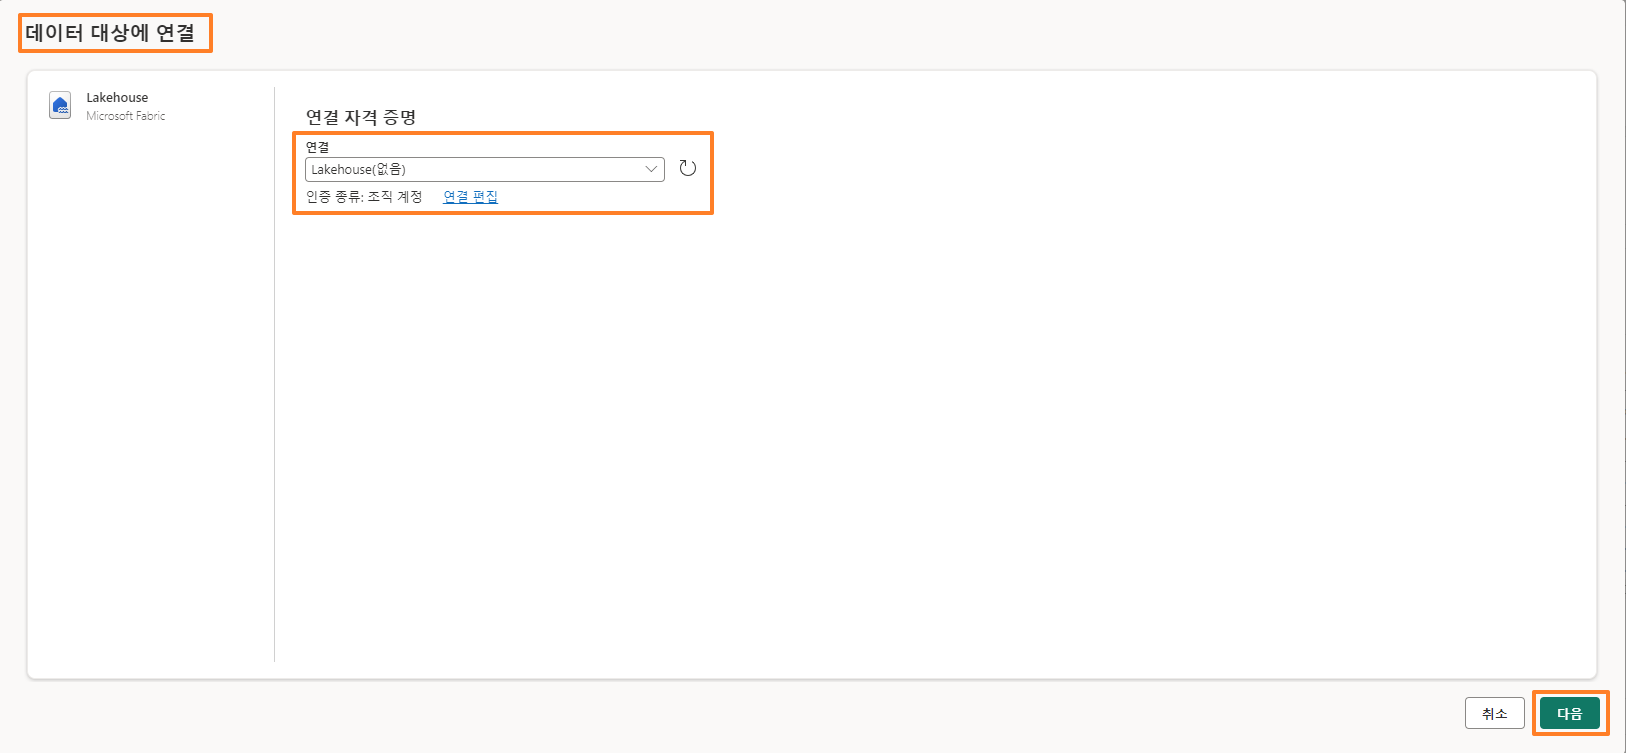 데이터 대상에 연결
Lakehouse
Microsoft Fabric
연결 자격 증명
연결
Lakehouse(없음)
인증 종류: 조직 계정 연결 편집
취소 다음